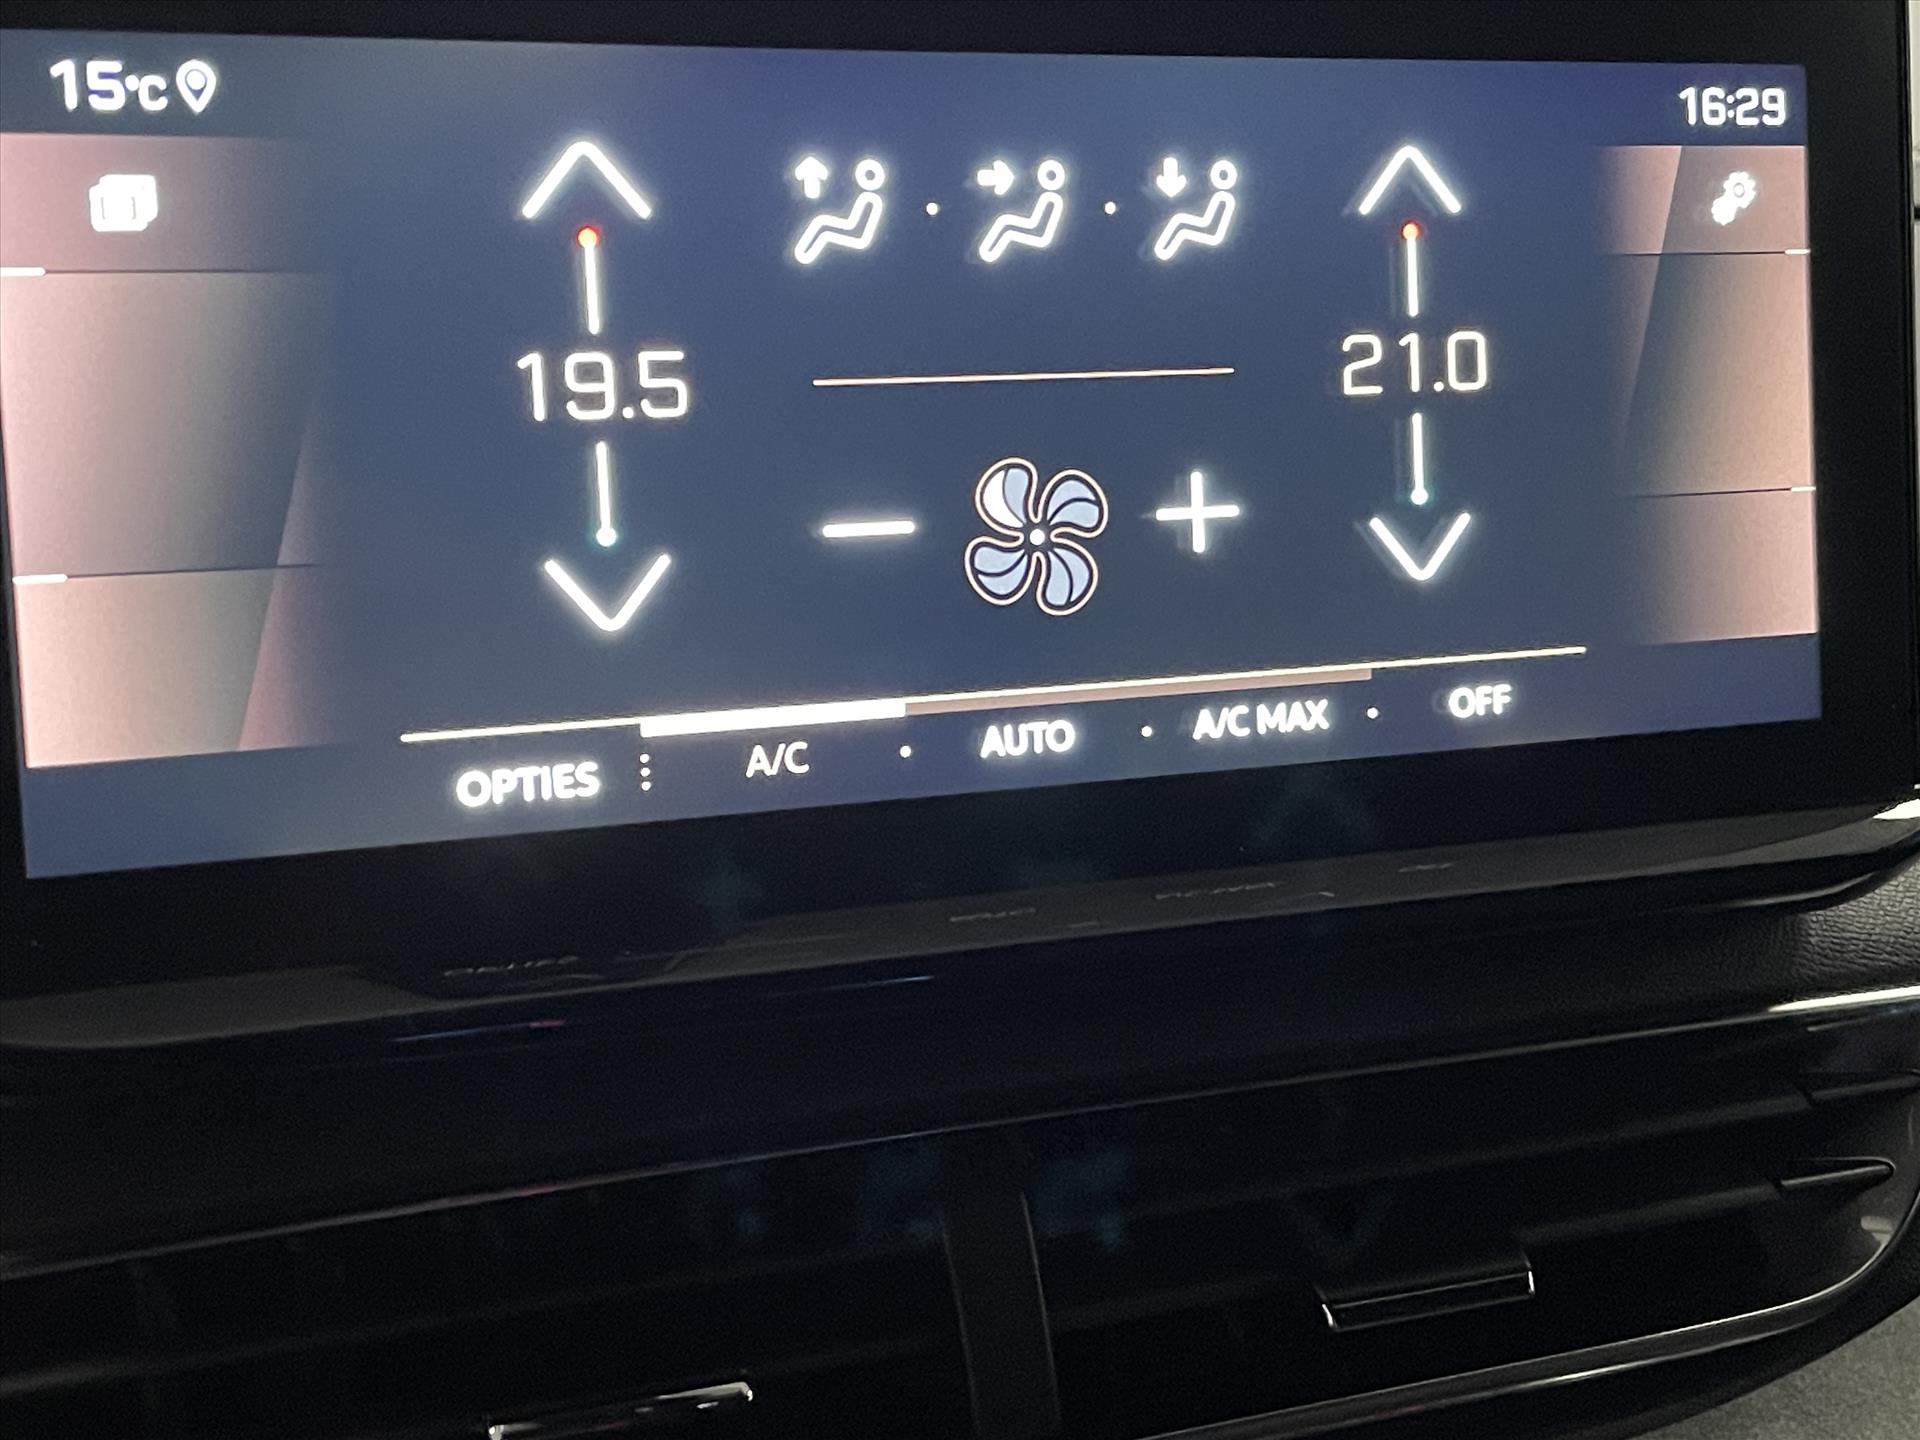 15°C
16:29
19.5
21.0
OPTIES
A/C
AUTO
A/C MAX
OFF